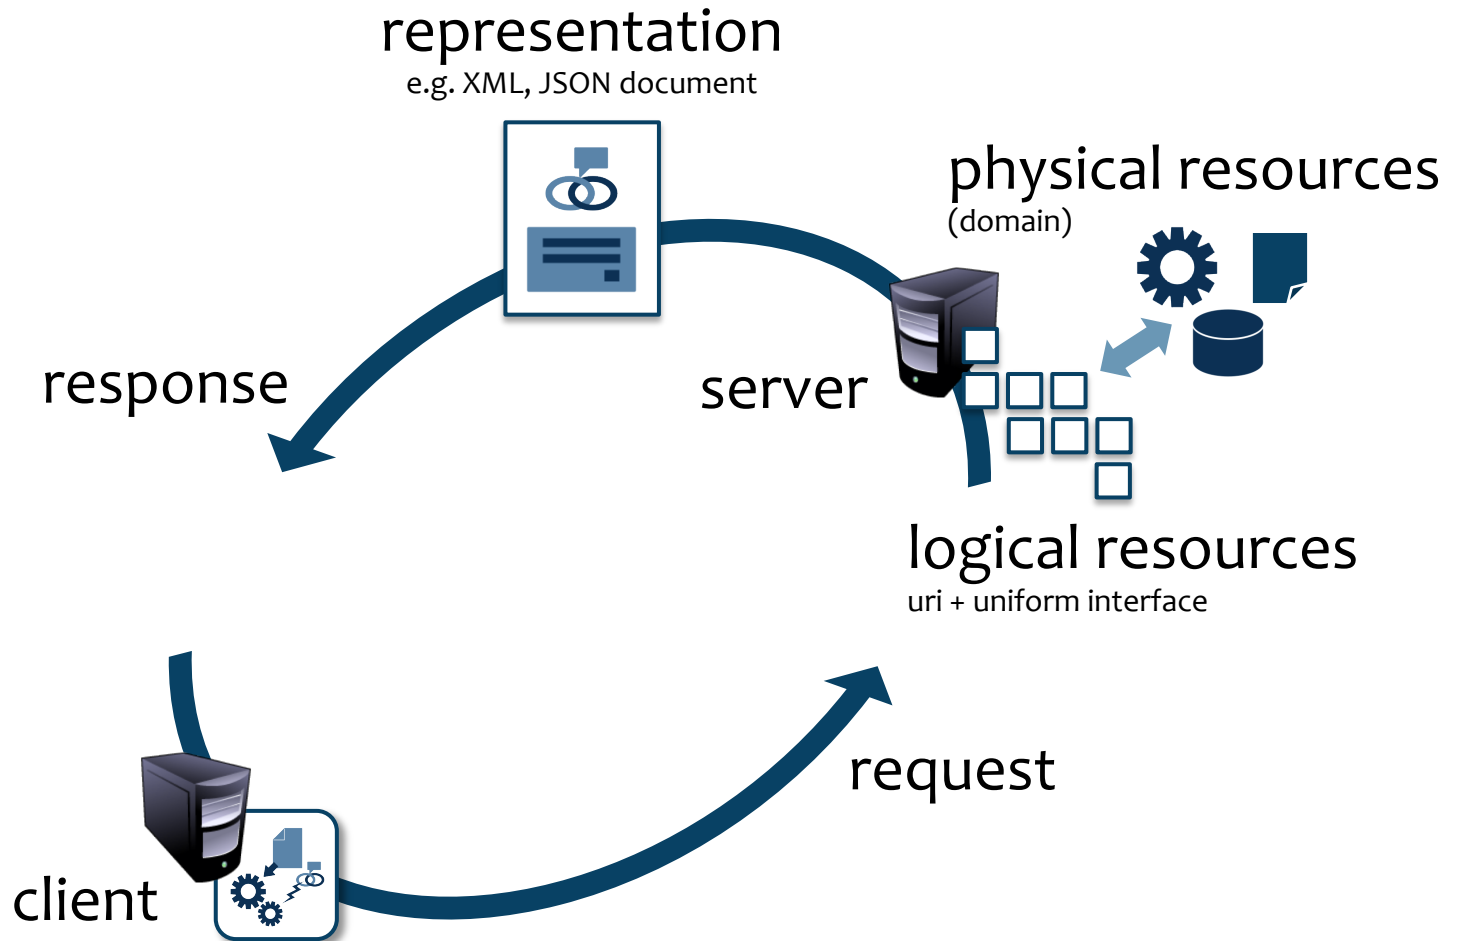 representation
e.g. XML, JSON document
physical resources
(domain)
response
server
logical resources
uri + uniform interface
request
client